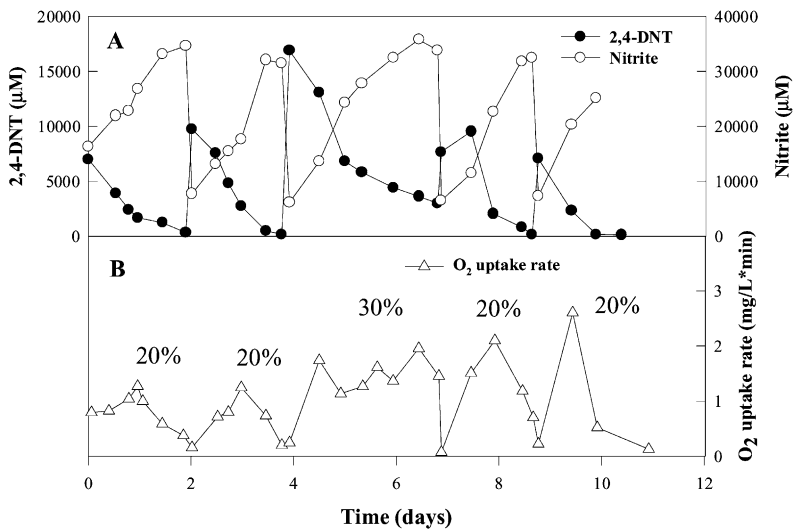 20000
40000
A
2,4-DNT
Nitrite
15000
30000
10000
20000
5000
10000
0
0
2,4-DNT (μM)
Nitrite (μM)
B
O2 uptake rate
3
30%
20%
20%
20%
20%
2
1
0
O2 uptake rate (mg/L*min)
0 2 4 6 8 10 12
Time (days)